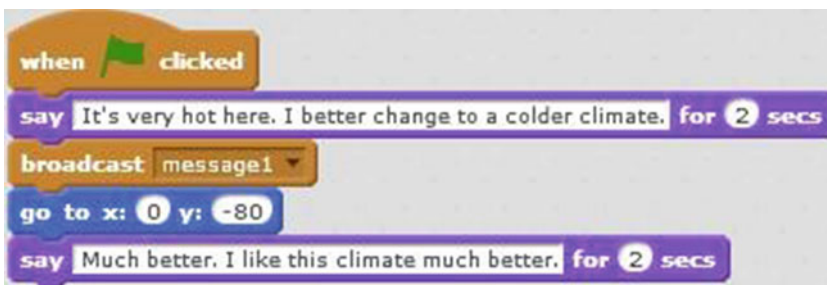 when clicked
say It's very hot here. I better change to a colder climate. for 2 secs
broadcast message1
go to x: 0 y: -80
say Much better. I like this climate much better. for 2 secs